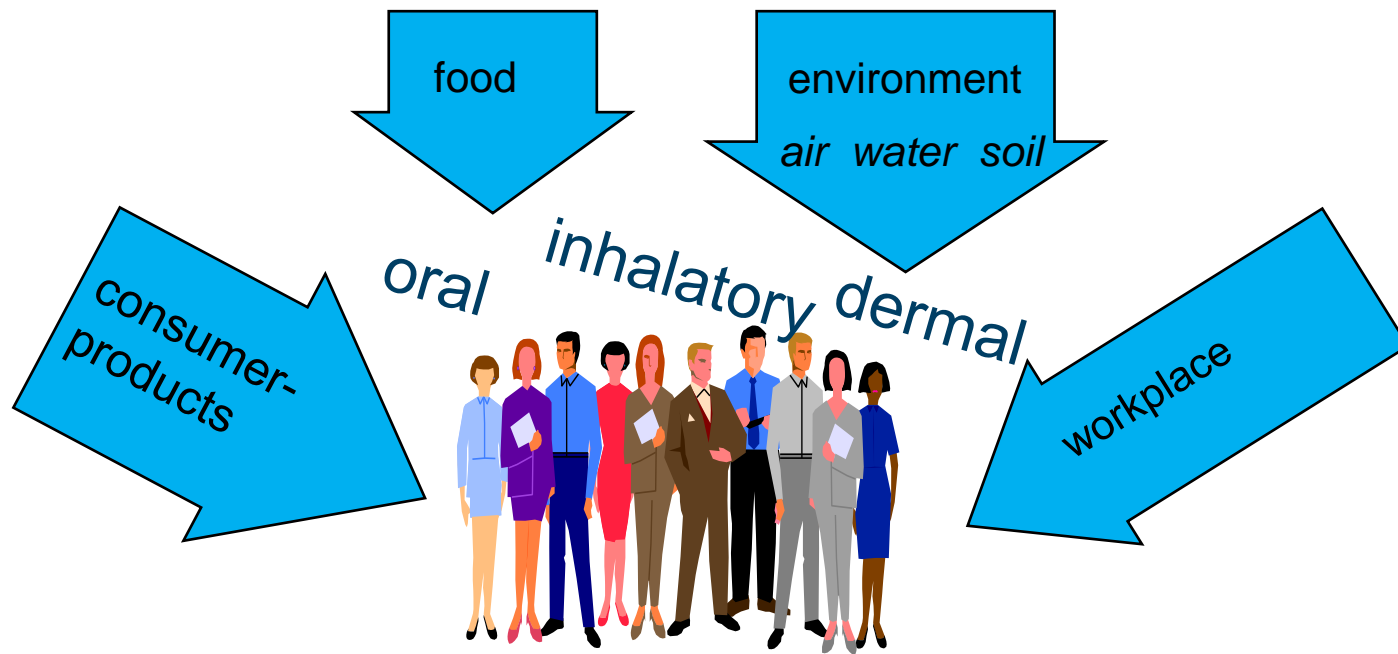 food
environment
air water soil
oral
inhalatory
dermal
consumer-
products
workplace